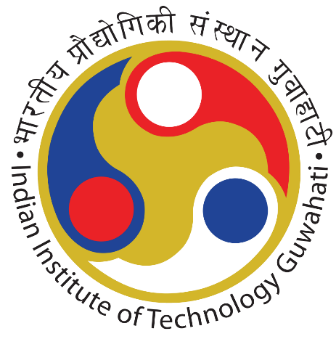 भारतीय प्रौद्योगिकी संस्थान गुवाहाटी
Indian Institute of Technology Guwahati